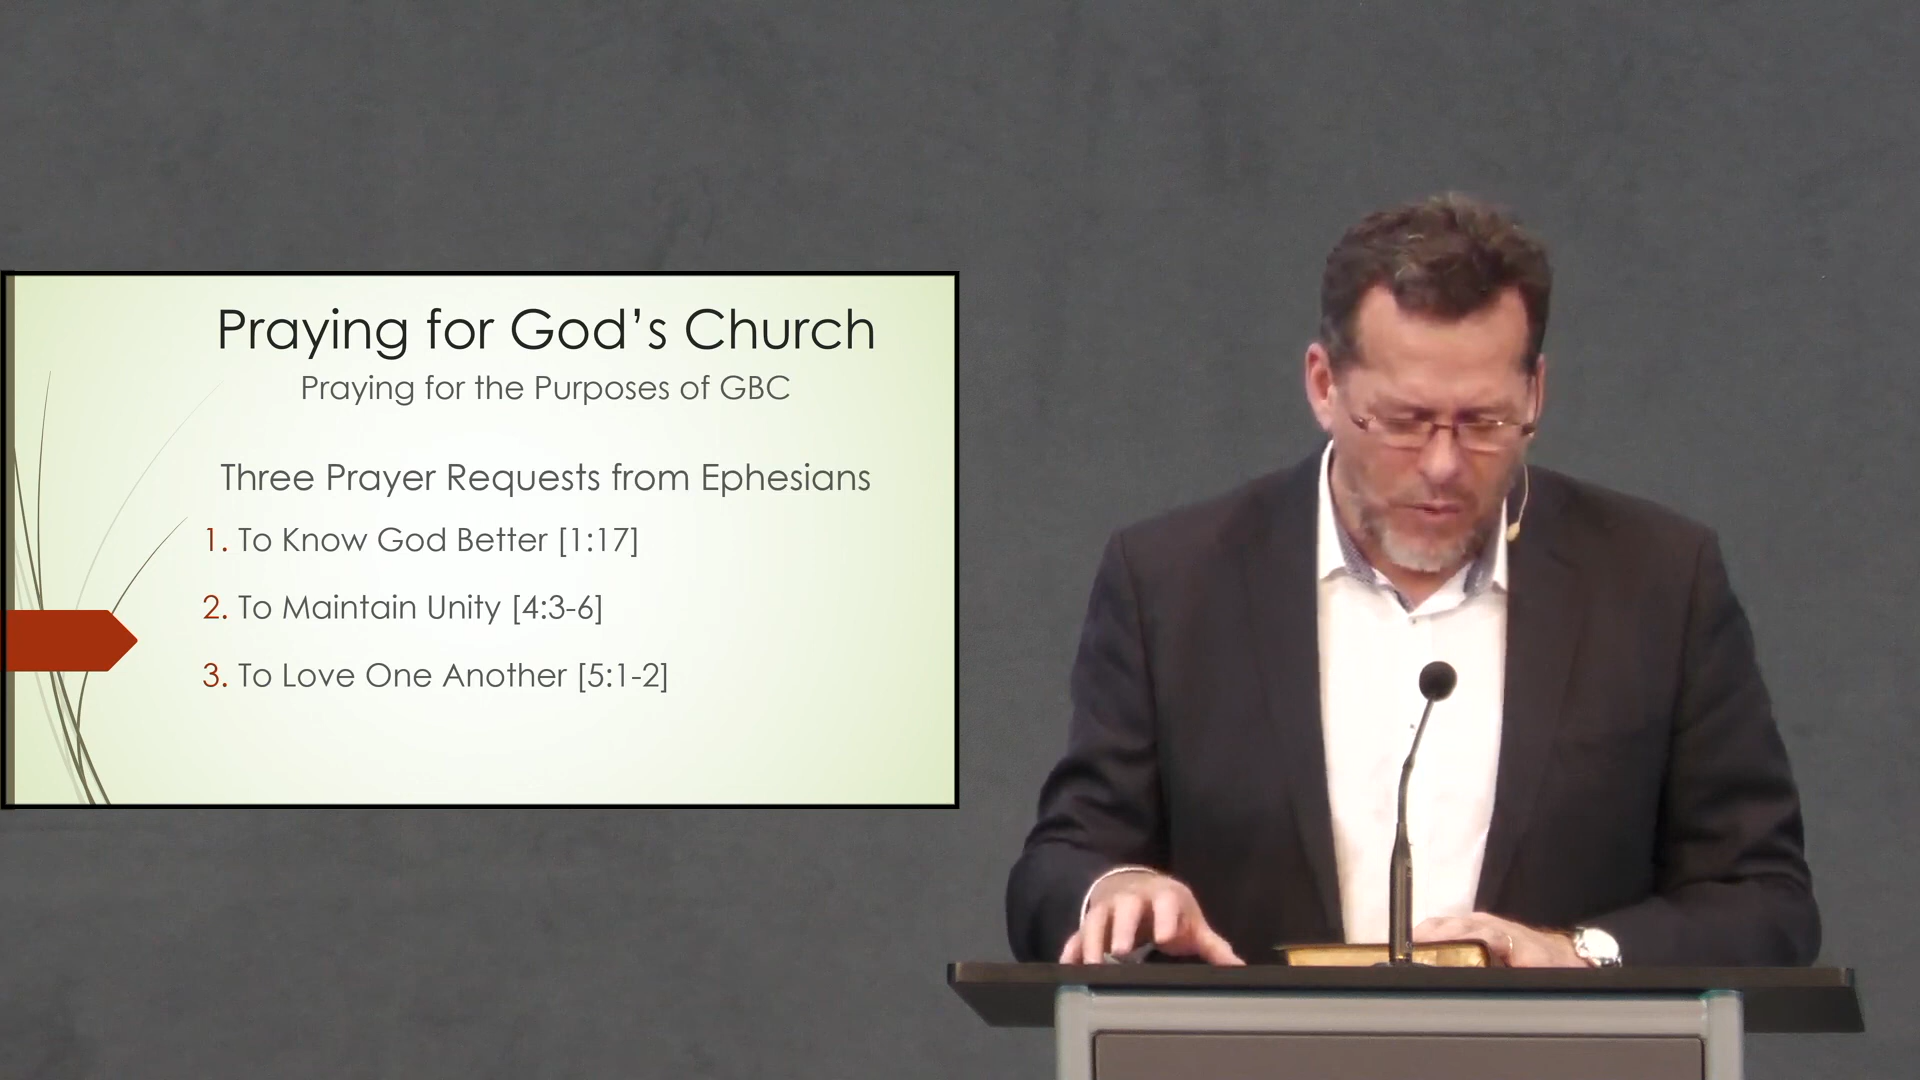 Praying for God’s Church
Praying for the Purposes of GBC
Three Prayer Requests from Ephesians
1. To Know God Better [1:17]
2. To Maintain Unity [4:3-6]
3. To Love One Another [5:1-2]